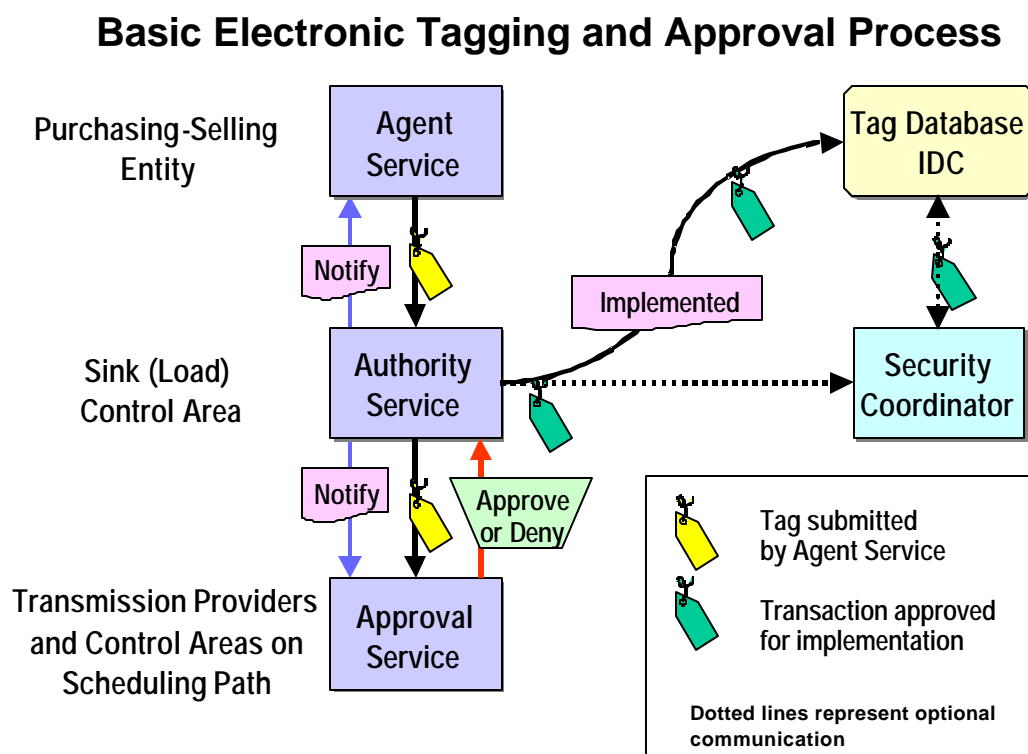 Basic Electronic Tagging and Approval Process
Purchasing-Selling
Entity
Agent
Service
Tag Database
IDC
Notify
Implemented
Sink (Load)
Control Area
Authority
Service
Security
Coordinator
Notify
Approve
or Deny
Transmission Providers
and Control Areas on
Scheduling Path
Approval
Service
Tag submitted
by Agent Service
Transaction approved
for implementation
Dotted lines represent optional
communication